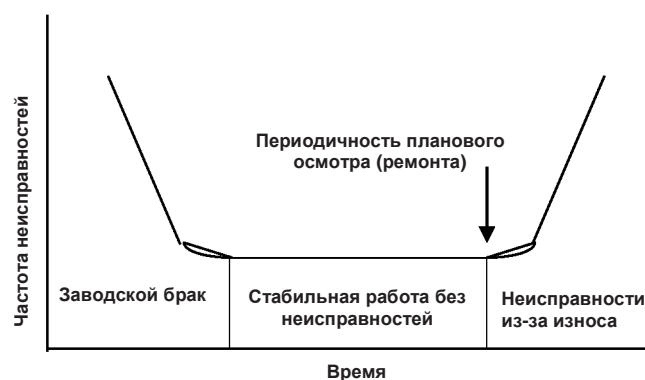 Частота неисправностей
Периодичность планового
осмотра (ремонта)
Заводской брак
Стабильная работа без
неисправностей
Неисправности
из-за износа
Время